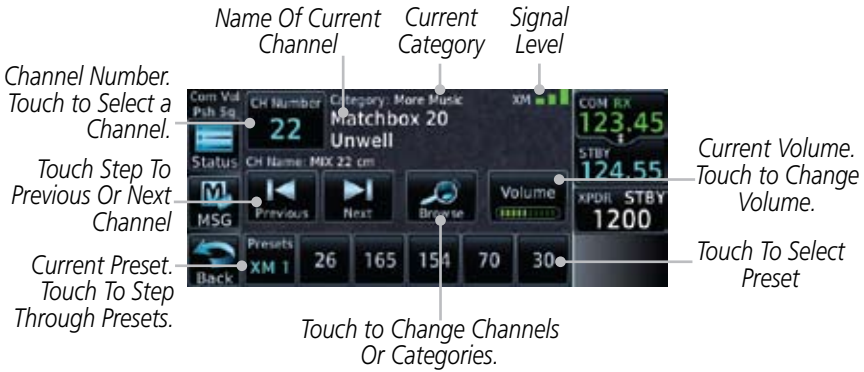 Name Of Current
Channel
Current
Category
Signal
Level
Channel Number.
Touch to Select a
Channel.
Touch Step To
Previous Or Next
Channel
Current Preset.
Touch To Step
Through Presets.
Com Vol
Psh Sq
Status
MSG
Back
CH Number
22
Category: More Music
XM
Matchbox 20
Unwell
CH Name: MIX 22 cm
Previous
Next
Browse
Volume
Presets
XM 1
26
165
154
70
30
COM RX
123.45
STBY
124.55
XPDR STBY
1200
Current Volume.
Touch to Change
Volume.
Touch To Select
Preset
Touch to Change Channels
Or Categories.